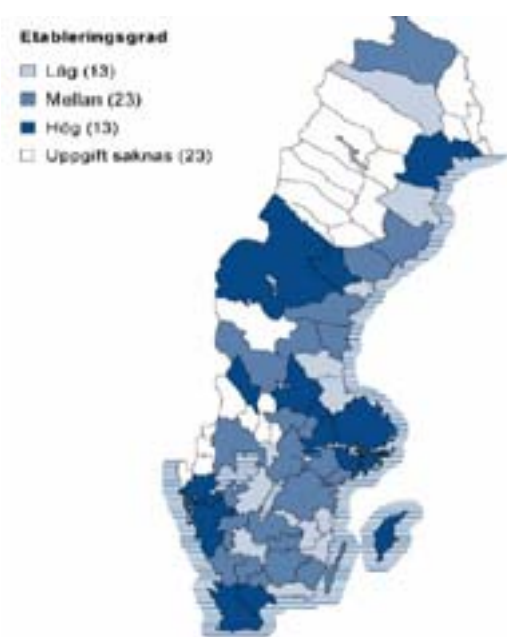 Etableringsgrad
Låg (13)
Mellan (23)
Hög (13)
Uppgift saknas (23)